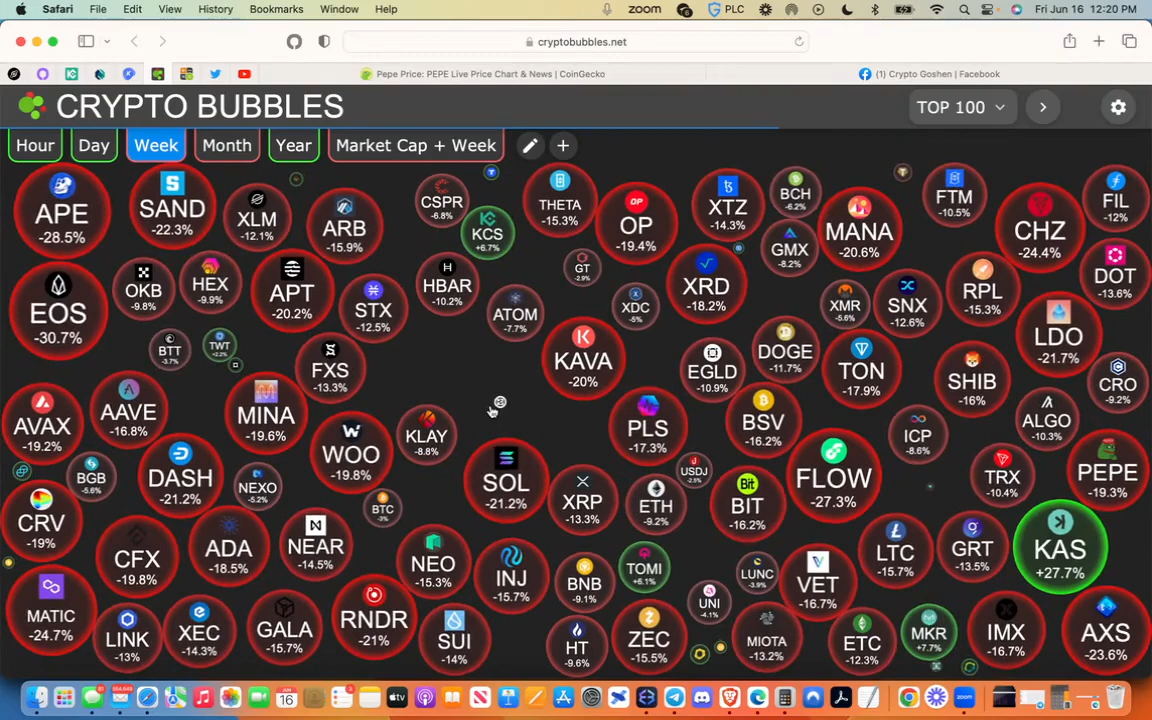 Safari File Edit View History Bookmarks Window Help zoom PLC Fri Jun 16 12:20 PM
cryptobubbles.net
Pepe Price: PEPE Live Price Chart & News | CoinGecko
(1) Crypto Goshen | Facebook
CRYPTO BUBBLES
TOP 100
Hour Day Week Month Year Market Cap + Week
APE
-28.5%
SAND
-22.3%
XLM
-12.1%
ARB
-15.9%
CSPR
-6.8%
KCS
+6.7%
THETA
-15.3%
OP
-19.4%
XTZ
-14.3%
BCH
-6.2%
GMX
-8.2%
MANA
-20.6%
FTM
-10.5%
CHZ
-24.4%
FIL
-12%
EOS
-30.7%
OKB
-9.8%
HEX
-9.9%
APT
-20.2%
STX
-12.5%
HBAR
-10.2%
ATOM
-7.7%
GT
-2.9%
XDC
-5%
XRD
-18.2%
XMR
-5.6%
SNX
-12.6%
RPL
-15.3%
DOT
-13.6%
LDO
-21.7%
BTT
-3.7%
TWT
+2.2%
FXS
-13.3%
KAVA
-20%
EGLD
-10.9%
DOGE
-11.7%
TON
-17.9%
SHIB
-16%
CRO
-9.2%
AVAX
-19.2%
AAVE
-16.8%
MINA
-19.6%
WOO
-19.8%
KLAY
-8.8%
PLS
-17.3%
BSV
-16.2%
ICP
-8.6%
ALGO
-10.3%
BGB
-5.6%
DASH
-21.2%
NEXO
-5.2%
BTC
-3%
SOL
-21.2%
XRP
-13.3%
ETH
-9.2%
USDJ
-2.5%
BIT
-16.2%
FLOW
-27.3%
TRX
-10.4%
PEPE
-19.3%
CRV
-19%
CFX
-19.8%
ADA
-18.5%
NEAR
-14.5%
NEO
-15.3%
INJ
-15.7%
BNB
-9.1%
TOMI
+6.1%
UNI
-4.1%
LUNC
-3.9%
VET
-16.7%
LTC
-15.7%
GRT
-13.5%
KAS
+27.7%
MATIC
-24.7%
LINK
-13%
XEC
-14.3%
GALA
-15.7%
RNDR
-21%
SUI
-14%
HT
-9.6%
ZEC
-15.5%
MIOTA
-13.2%
ETC
-12.3%
MKR
+7.7%
IMX
-16.7%
AXS
-23.6%